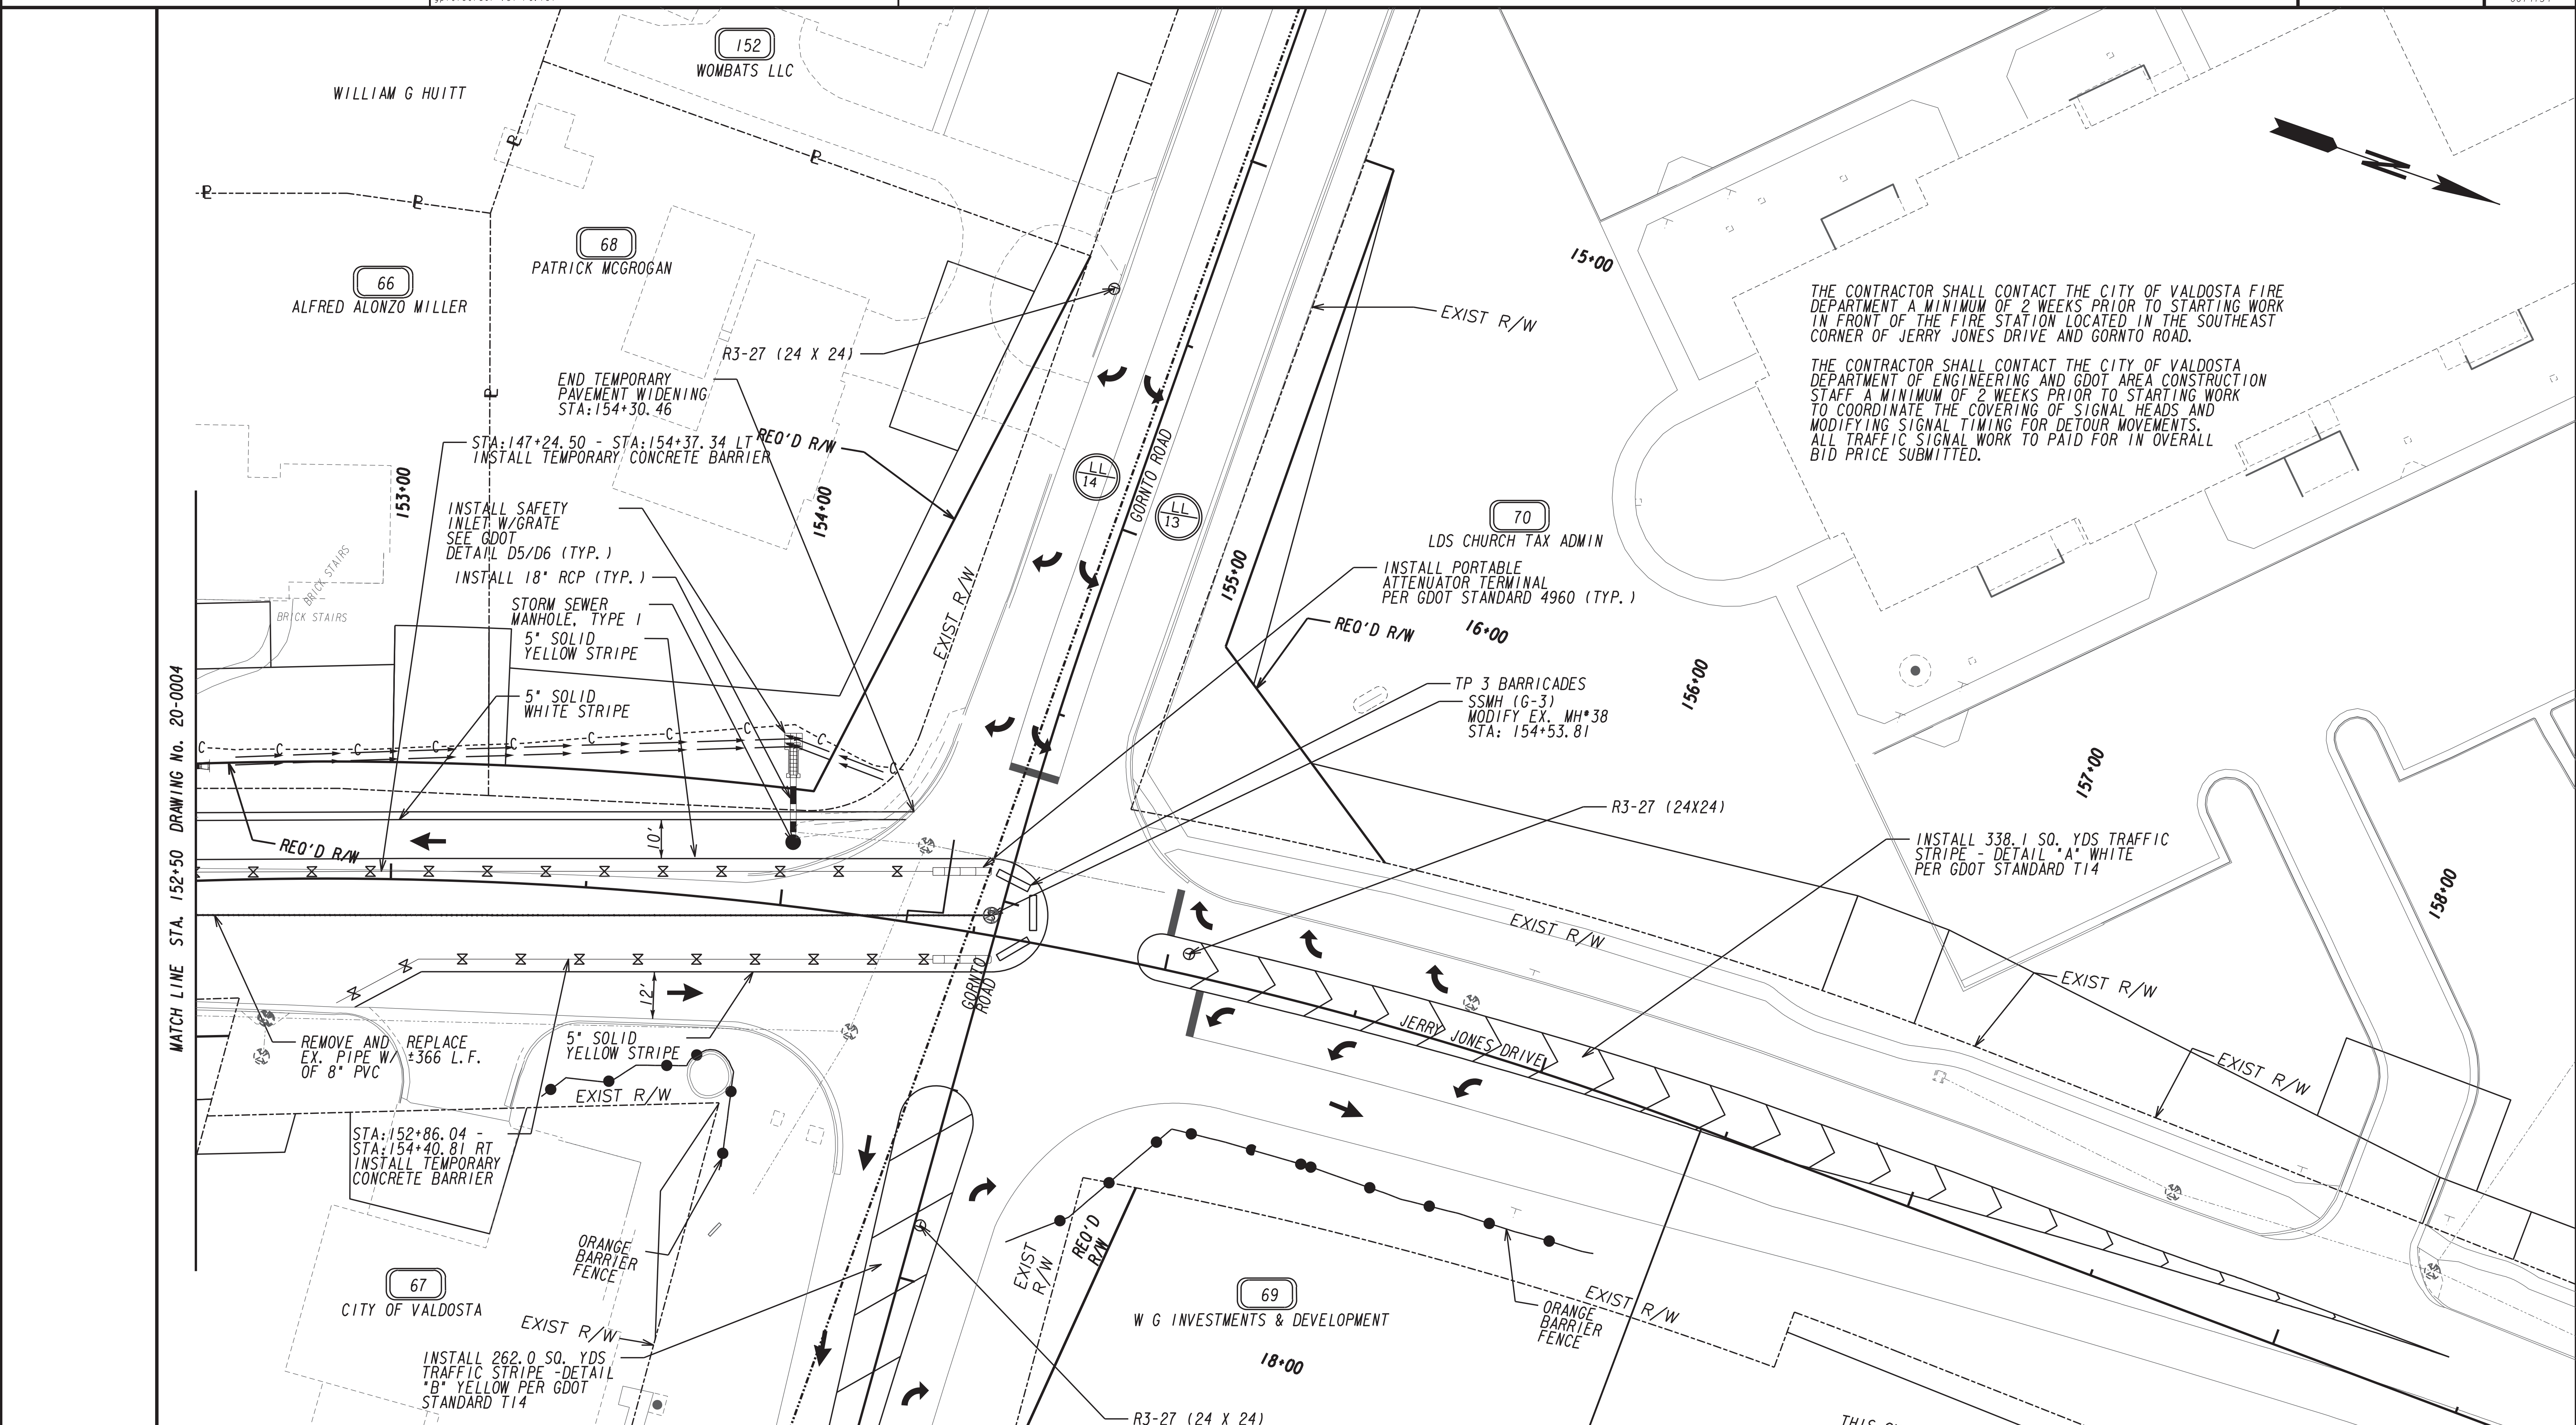 152
WOMBATS LLC
WILLIAM G HUITT
68
PATRICK MCGROGAN
66
ALFRED ALONZO MILLER
N
15+00
EXIST R/W
THE CONTRACTOR SHALL CONTACT THE CITY OF VALDOSTA FIRE
DEPARTMENT A MINIMUM OF 2 WEEKS PRIOR TO STARTING WORK
IN FRONT OF THE FIRE STATION LOCATED IN THE SOUTHEAST
CORNER OF JERRY JONES DRIVE AND GORNTO ROAD.
THE CONTRACTOR SHALL CONTACT THE CITY OF VALDOSTA
DEPARTMENT OF ENGINEERING AND GDOT AREA CONSTRUCTION
STAFF A MINIMUM OF 2 WEEKS PRIOR TO STARTING WORK
TO COORDINATE THE COVERING OF SIGNAL HEADS AND
MODIFYING SIGNAL TIMING FOR DETOUR MOVEMENTS.
ALL TRAFFIC SIGNAL WORK TO PAID FOR IN OVERALL
BID PRICE SUBMITTED.
R3-27 (24 X 24)
END TEMPORARY
PAVEMENT WIDENING
STA:154+30.46
STA:147+24.50 - STA:154+37.34 LT
INSTALL TEMPORARY CONCRETE BARRIER
REQ'D R/W
153+00
154+00
LL
14
GORNTO ROAD
LL
13
INSTALL SAFETY
INLET W/GRATE
SEE GDOT
DETAIL D5/D6 (TYP.)
INSTALL 18" RCP (TYP.)
STORM SEWER
MANHOLE, TYPE 1
5" SOLID
YELLOW STRIPE
5" SOLID
WHITE STRIPE
BRICK STAIRS
BRICK STAIRS
EXIST R/W
155+00
70
LDS CHURCH TAX ADMIN
INSTALL PORTABLE
ATTENUATOR TERMINAL
PER GDOT STANDARD 4960 (TYP.)
REQ'D R/W
16+00
TP 3 BARRICADES
SSMH (G-3)
MODIFY EX. MH#38
STA: 154+53.81
156+00
157+00
158+00
R3-27 (24X24)
INSTALL 338.1 SQ. YDS TRAFFIC
STRIPE - DETAIL "A" WHITE
PER GDOT STANDARD T14
MATCH LINE STA. 152+50 DRAWING No. 20-0004
C C C C C C C C C C
REQ'D R/W
10'
12'
GORNTO
ROAD
EXIST R/W
EXIST R/W
EXIST R/W
JERRY JONES DRIVE
REMOVE AND REPLACE
EX. PIPE W/ ±366 L.F.
OF 8" PVC
5" SOLID
YELLOW STRIPE
EXIST R/W
STA:152+86.04 -
STA:154+40.81 RT
INSTALL TEMPORARY
CONCRETE BARRIER
ORANGE
BARRIER
FENCE
67
CITY OF VALDOSTA
EXIST R/W
INSTALL 262.0 SQ. YDS
TRAFFIC STRIPE -DETAIL
"B" YELLOW PER GDOT
STANDARD T14
EXIST
R/W
REQ'D
R/W
69
W G INVESTMENTS & DEVELOPMENT
18+00
ORANGE
BARRIER
FENCE
EXIST R/W
R3-27 (24 X 24)